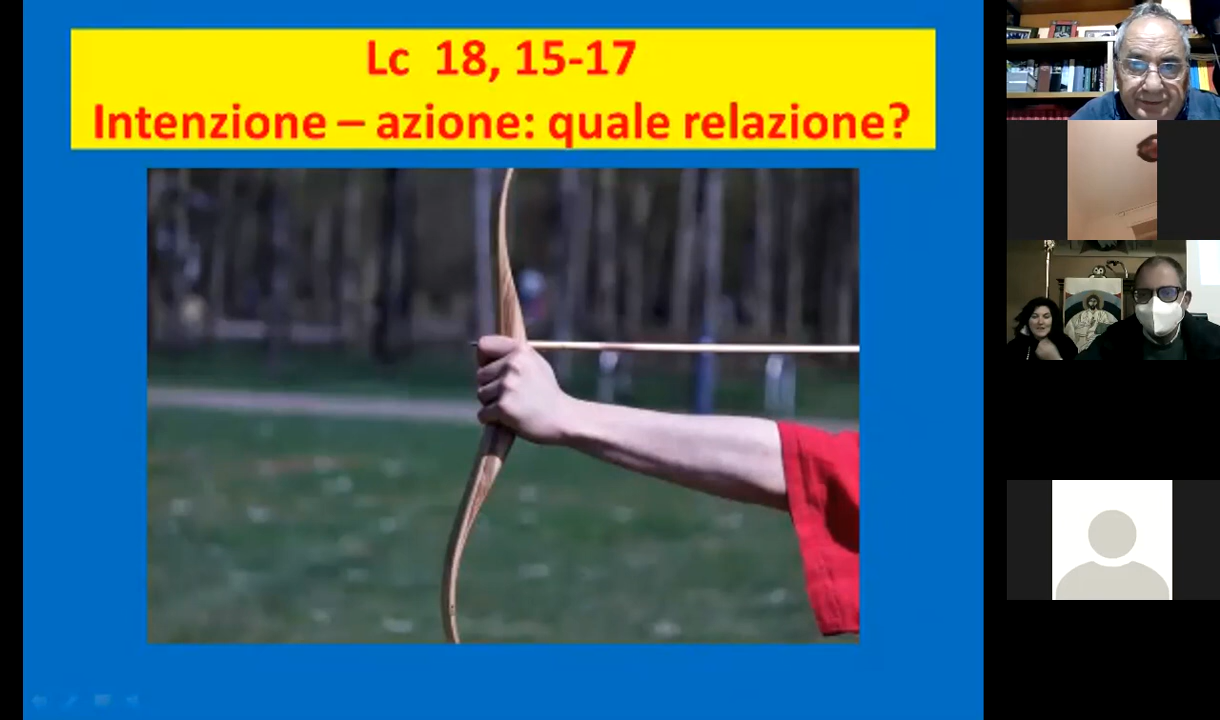 Lc 18, 15-17
Intenzione – azione: quale relazione?